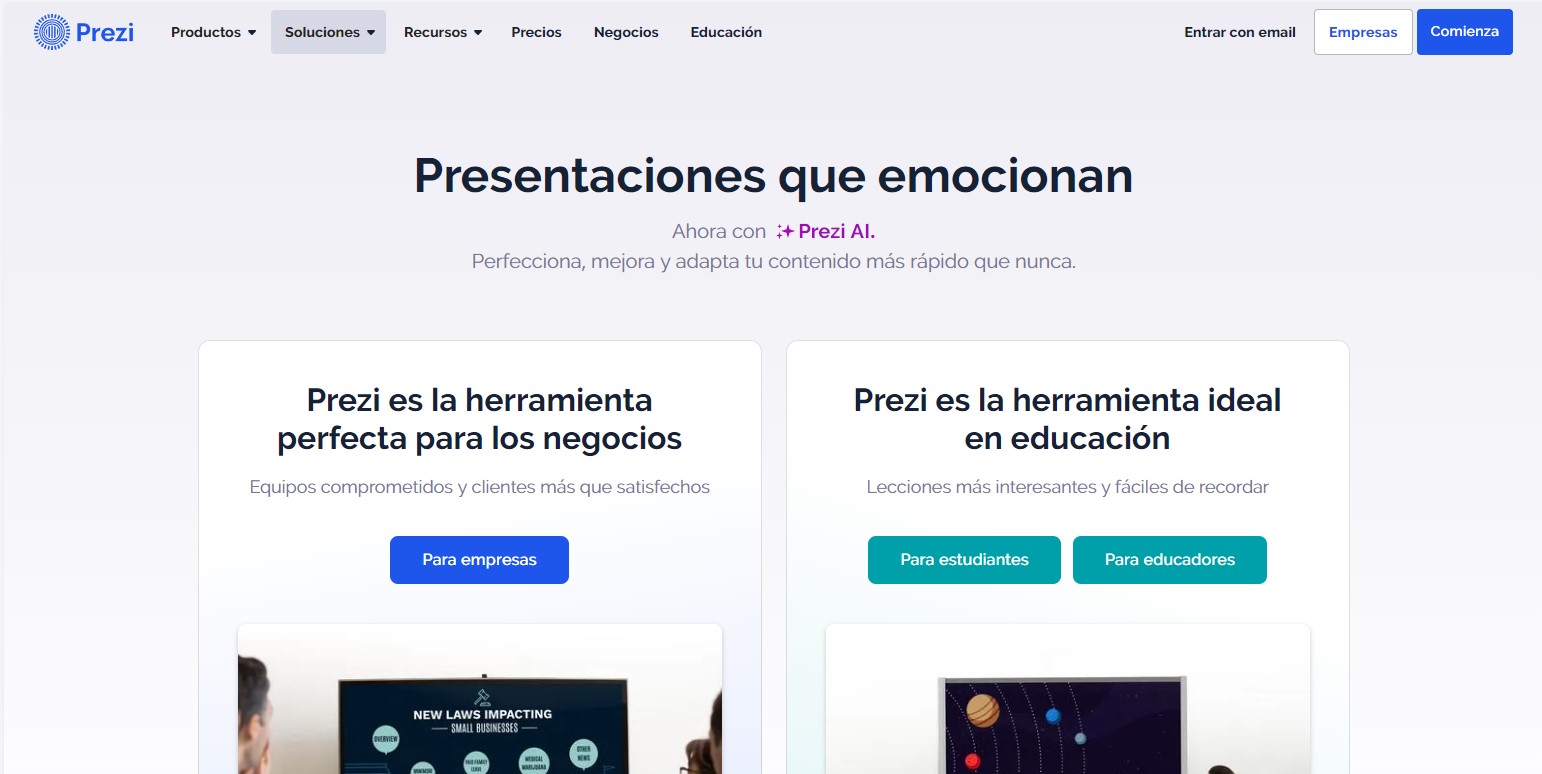 Prezi
Productos
Soluciones
Recursos
Precios
Negocios
Educación
Entrar con email
Empresas
Comienza
Presentaciones que emocionan
Ahora con Prezi AI.
Perfecciona, mejora y adapta tu contenido más rápido que nunca.
Prezi es la herramienta
perfecta para los negocios
Equipos comprometidos y clientes más que satisfechos
Para empresas
Prezi es la herramienta ideal
en educación
Lecciones más interesantes y fáciles de recordar
Para estudiantes
Para educadores
NEW LAWS IMPACTING
SMALL BUSINESSES
OVERVIEW
OTHER
NEWS
PAID FAMILY
LEAVE
MEDICAL
MARIJUANA
MINIMUM